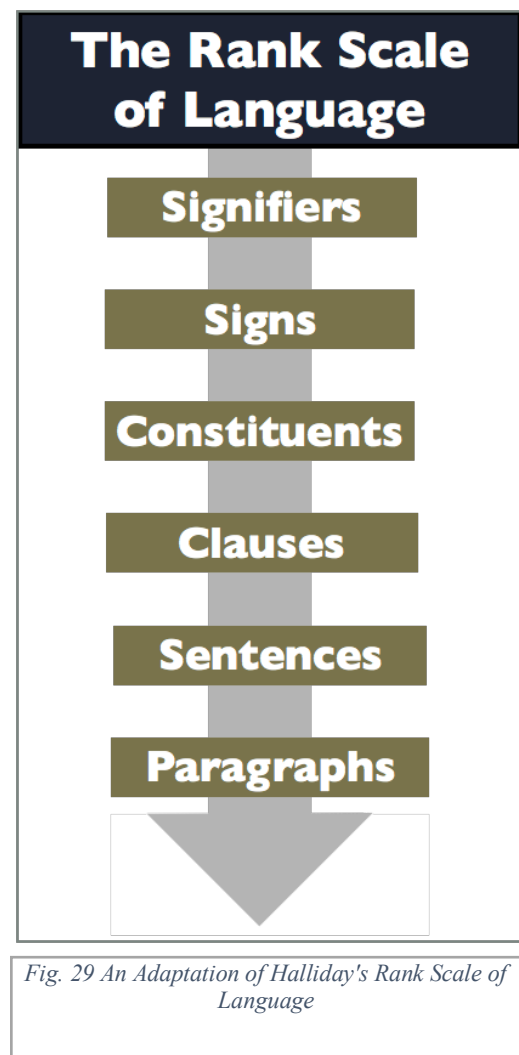 The Rank Scale
of Language
Signifiers
Signs
Constituents
Clauses
Sentences
Paragraphs
Fig. 29 An Adaptation of Halliday's Rank Scale of
Language